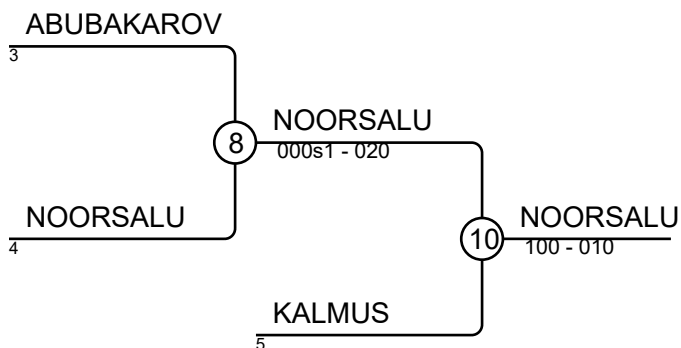 ABUBAKAROV
3
8
NOORSALU
000s1 - 020
NOORSALU
4
10
NOORSALU
100 - 010
KALMUS
5